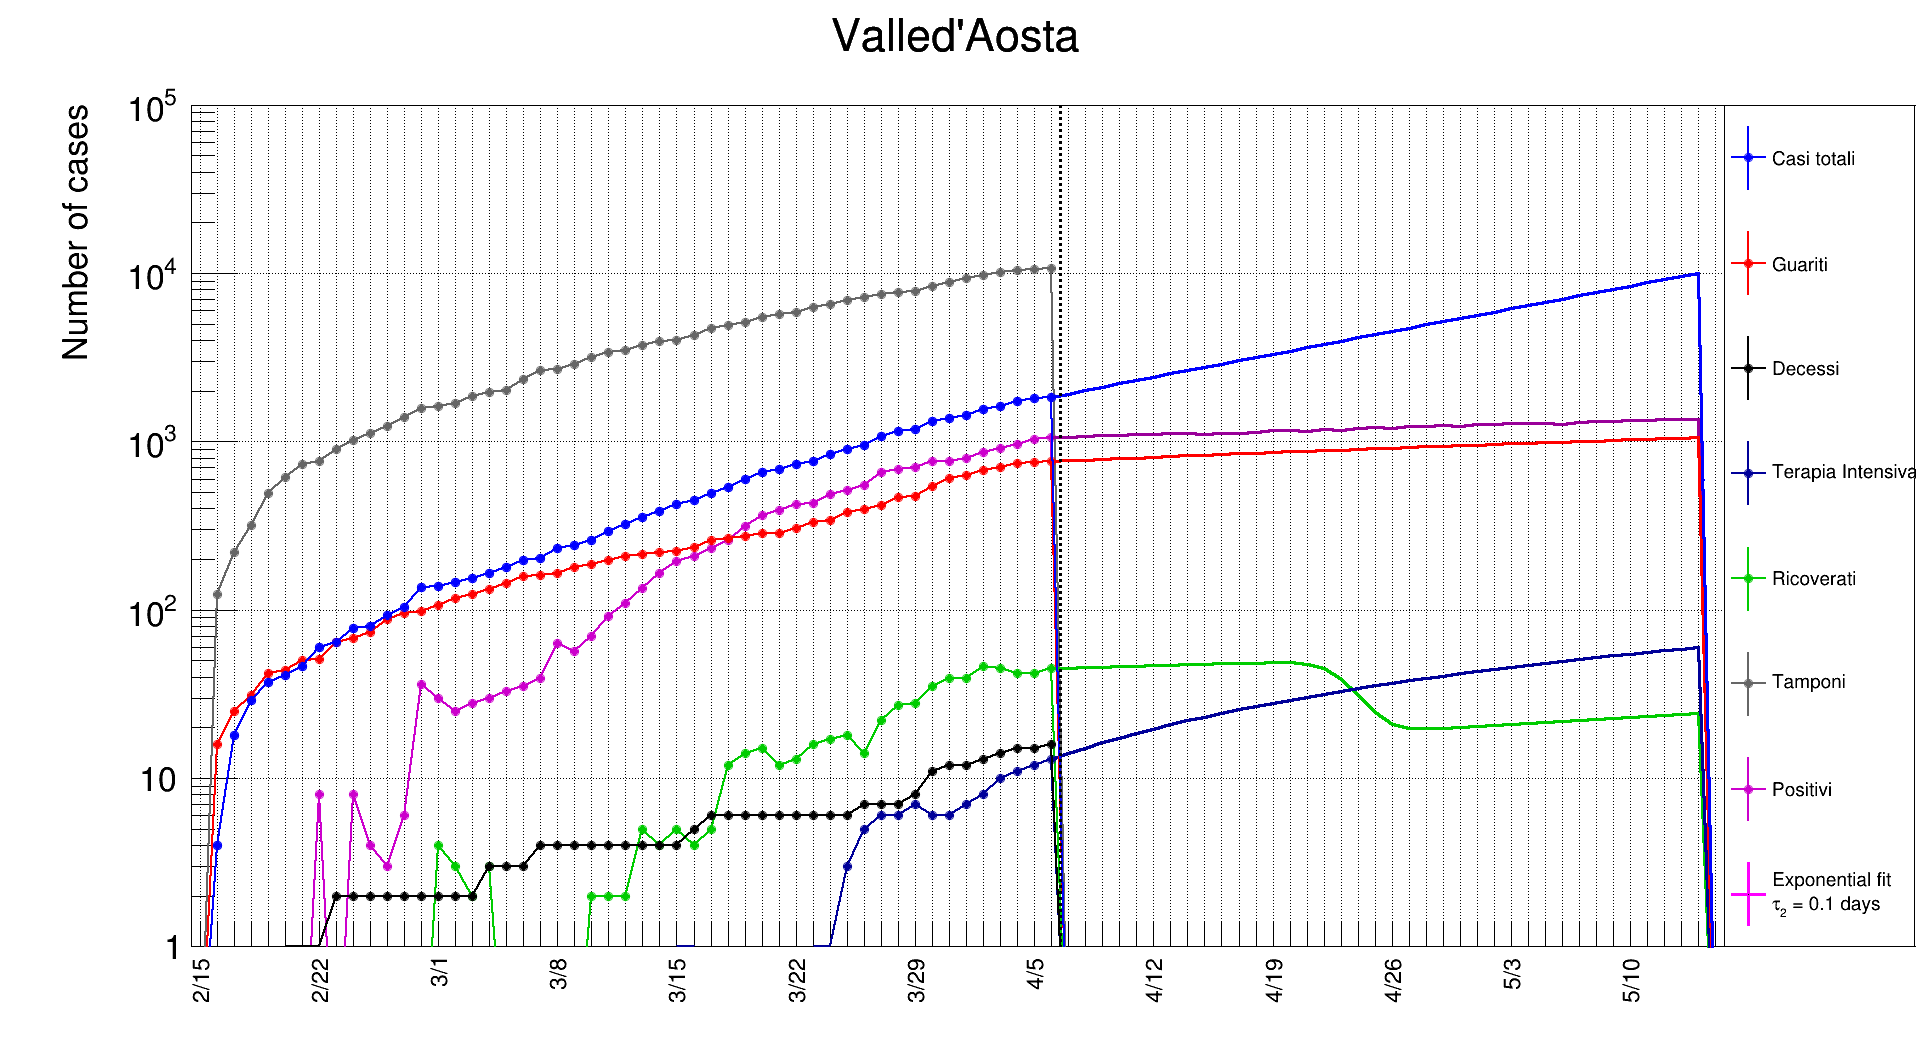 Valled'Aosta
Number of cases
10^5
10^4
10^3
10^2
10
1
2/15
2/22
3/1
3/8
3/15
3/22
3/29
4/5
4/12
4/19
4/26
5/3
5/10
Casi totali
Guariti
Decessi
Terapia Intensiva
Ricoverati
Tamponi
Positivi
Exponential fit
τ₂ = 0.1 days